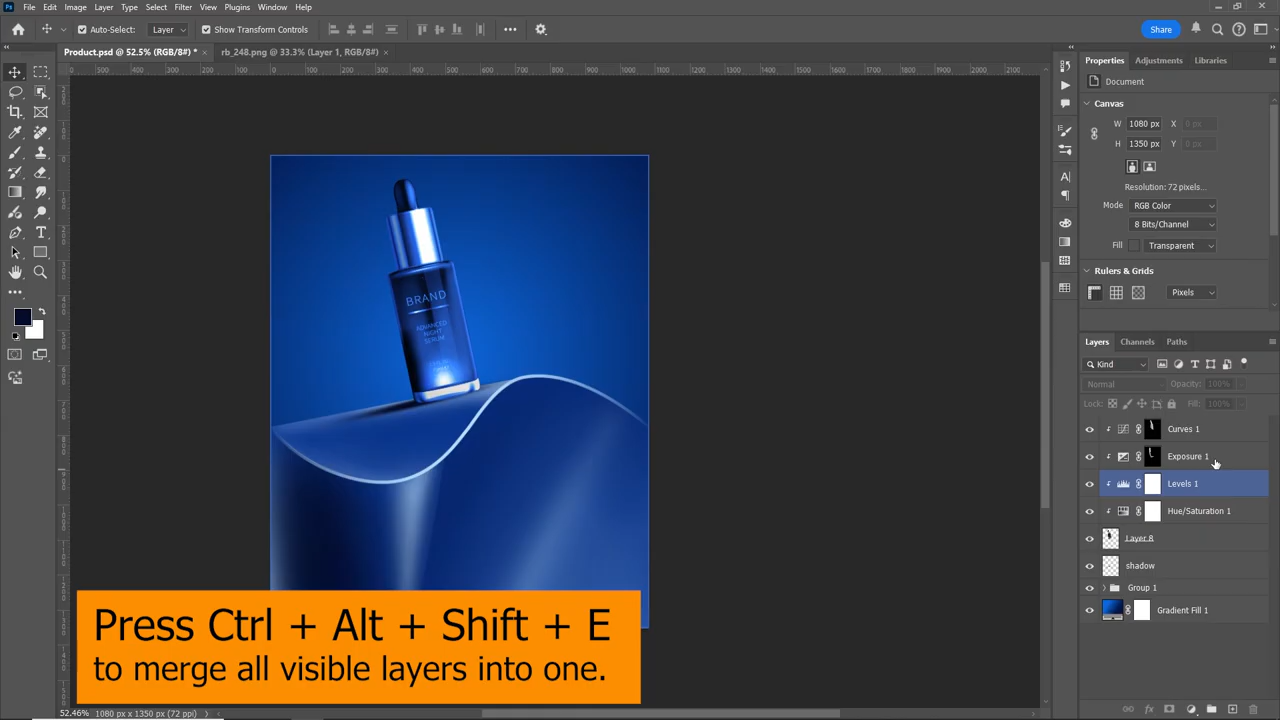 File Edit Image Layer Type Select Filter View Plugins Window Help
Auto-Select: Layer Show Transform Controls Share
Product.psd @ 52.5% (RGB/8#) * rb_248.png @ 33.3% (Layer 1, RGB/8#)
Properties Adjustments Libraries
Document
Canvas
W 1080 px X 0 px
H 1350 px Y 0 px
Resolution: 72 pixels...
Mode RGB Color
8 Bits/Channel
Fill Transparent
Rulers & Grids
Pixels
Layers Channels Paths
Kind
Normal Opacity: 100%
Lock: Fill: 100%
Curves 1
Exposure 1
Levels 1
Hue/Saturation 1
Layer 8
shadow
Group 1
Gradient Fill 1
BRAND
ADVANCED
NIGHT
SERUM
Press Ctrl + Alt + Shift + E
to merge all visible layers into one.
52.46% 1080 px x 1350 px (72 ppi)